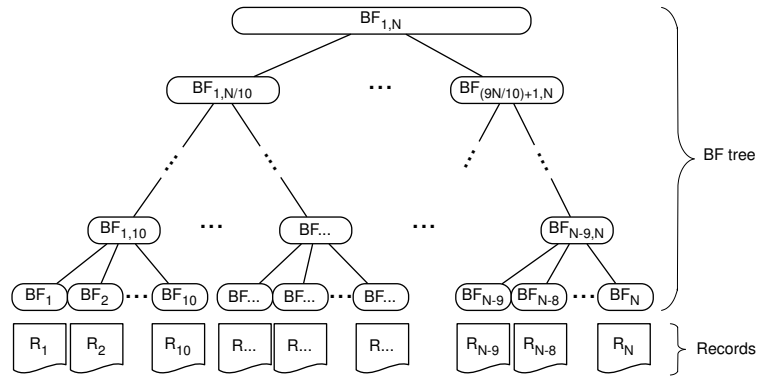 BF1,N
BF1,N/10 ... BF(9N/10)+1,N
... ... ... ...
BF tree
BF1,10 ... BF... ... BFN-9,N
BF1 BF2 ... BF10 BF... BF... ... BF... BFN-9 BFN-8 ... BFN
R1 R2 R10 R... R... R... RN-9 RN-8 RN
Records